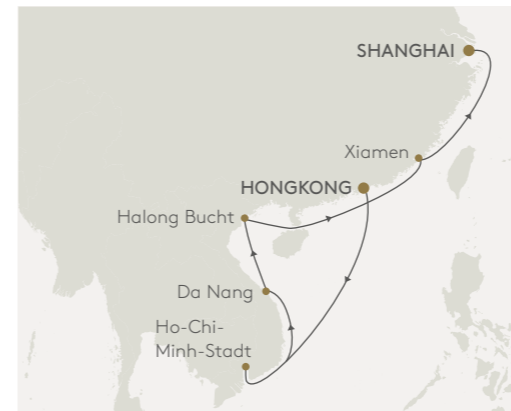 SHANGHAI
Xiamen
HONGKONG
Halong Bucht
Da Nang
Ho-Chi-
Minh-Stadt